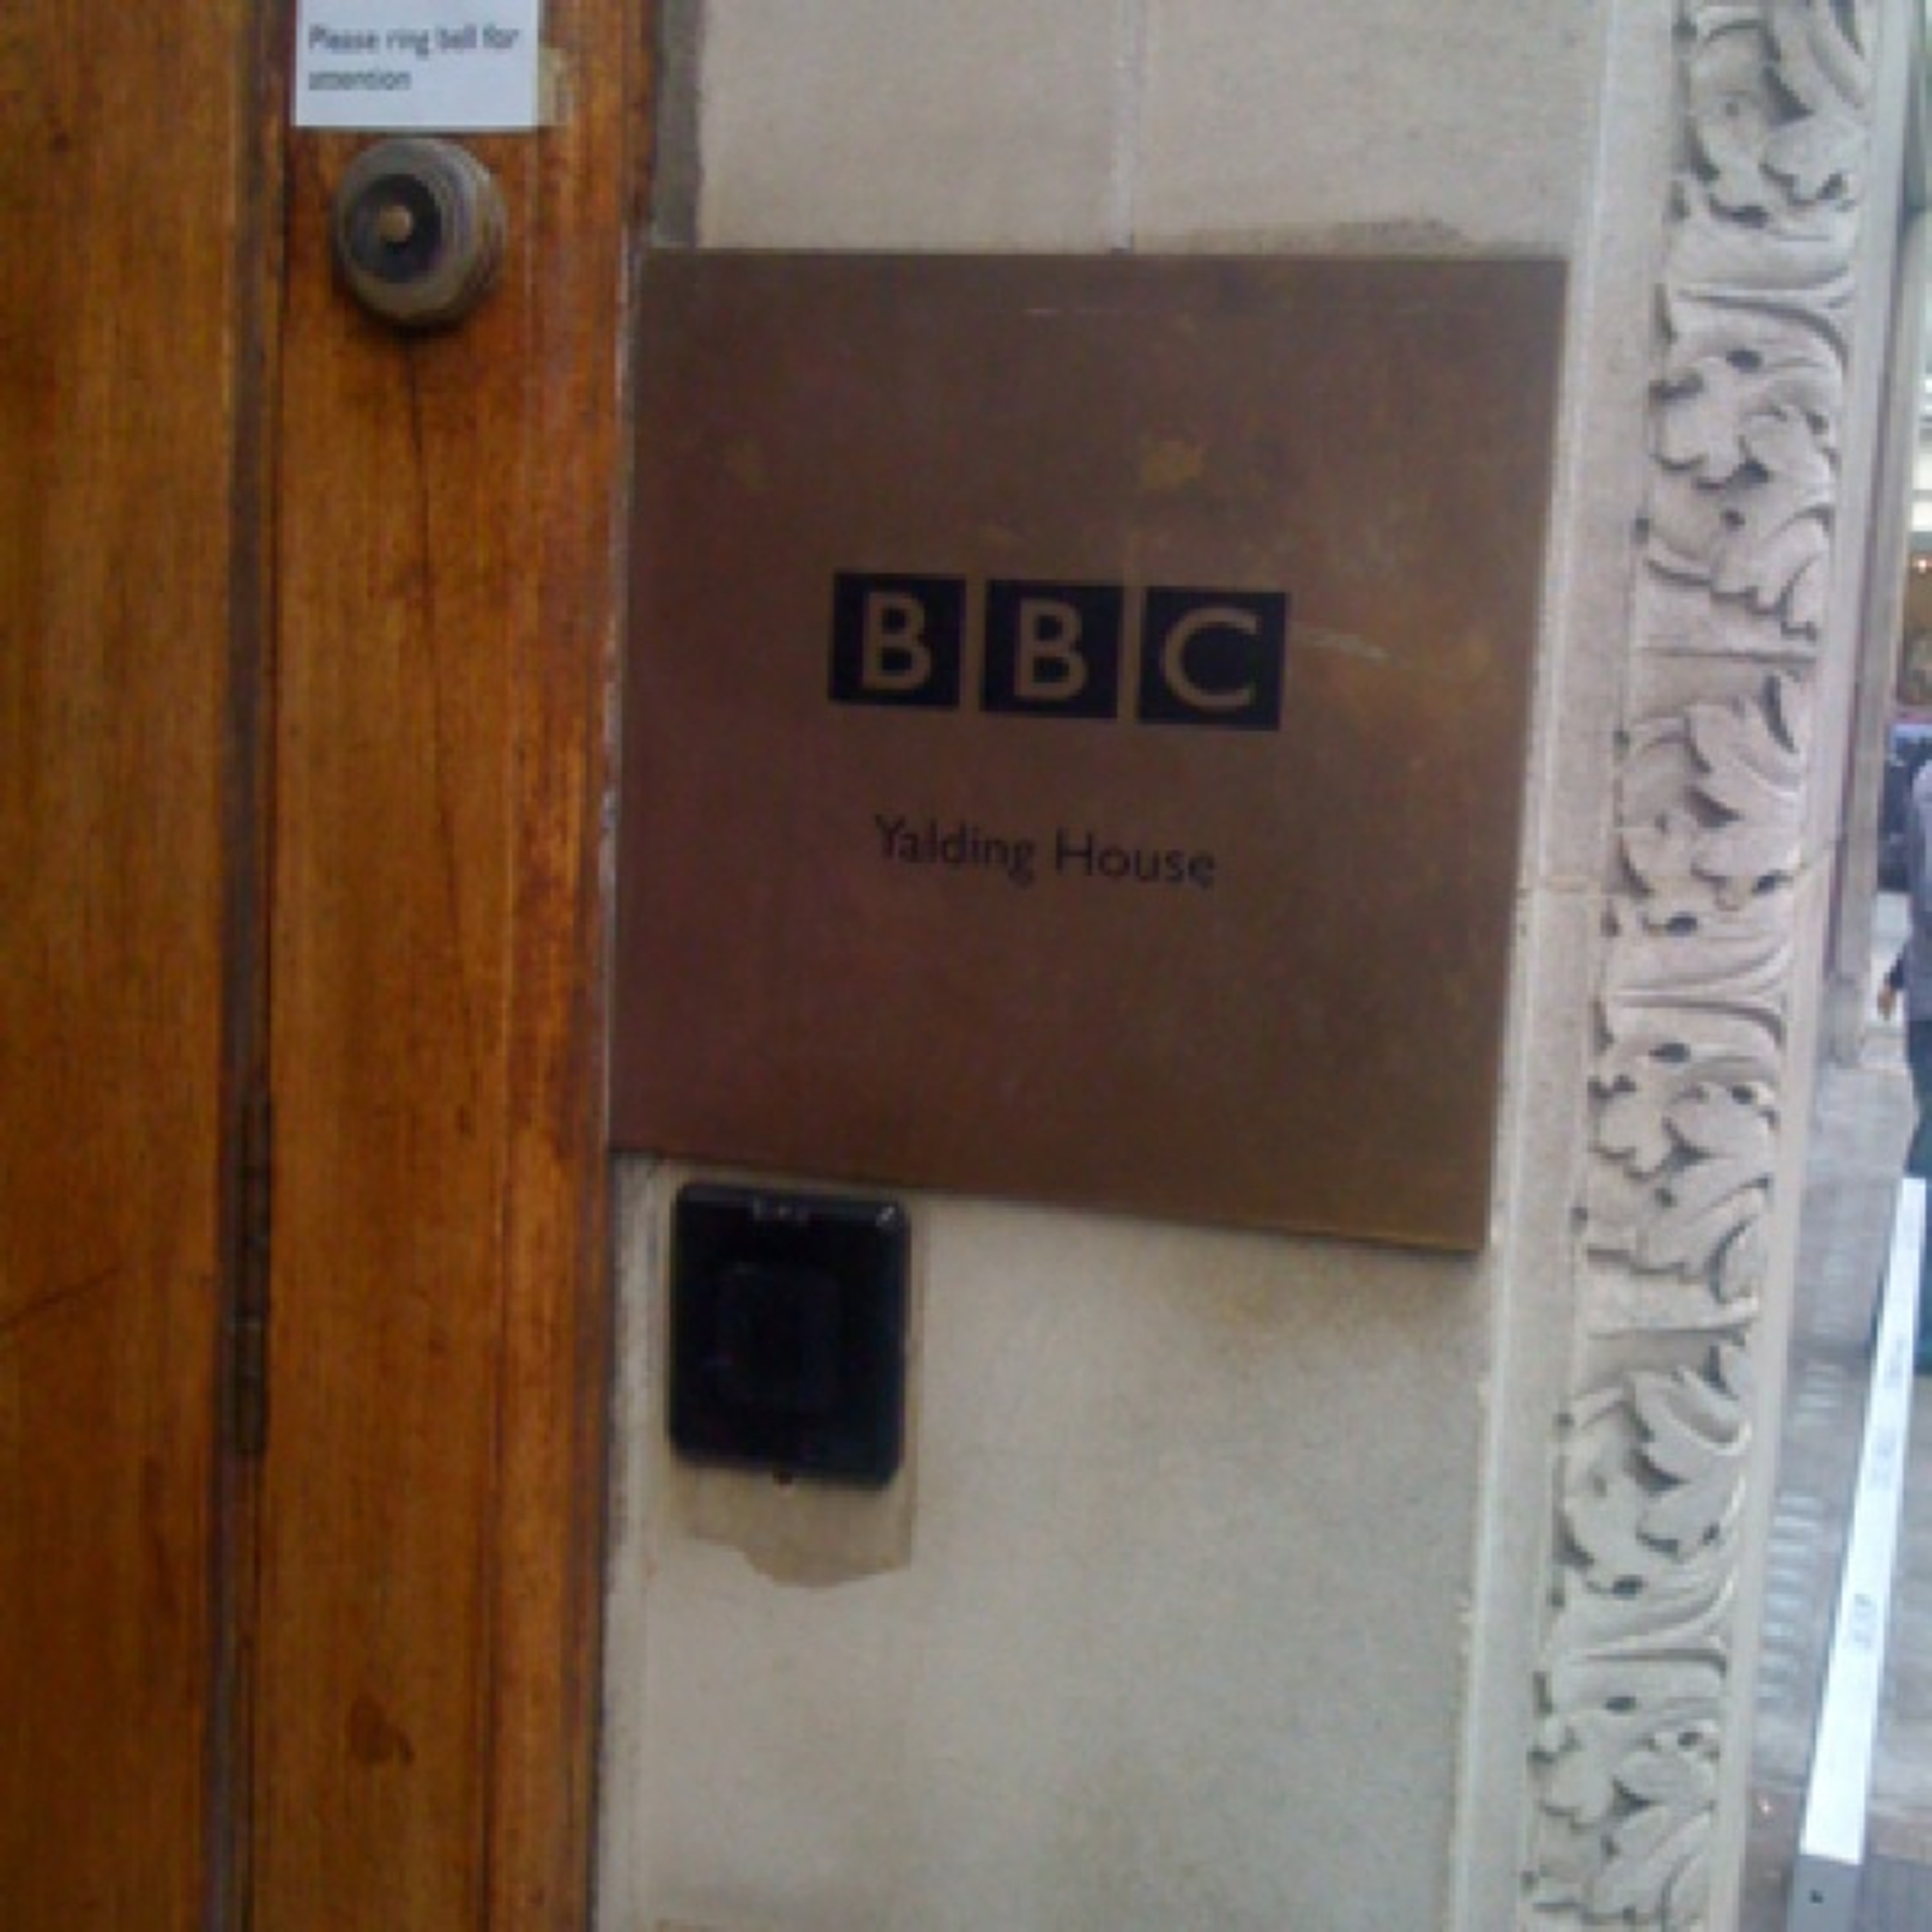 Please ring bell for
attention
BBC
Yalding House